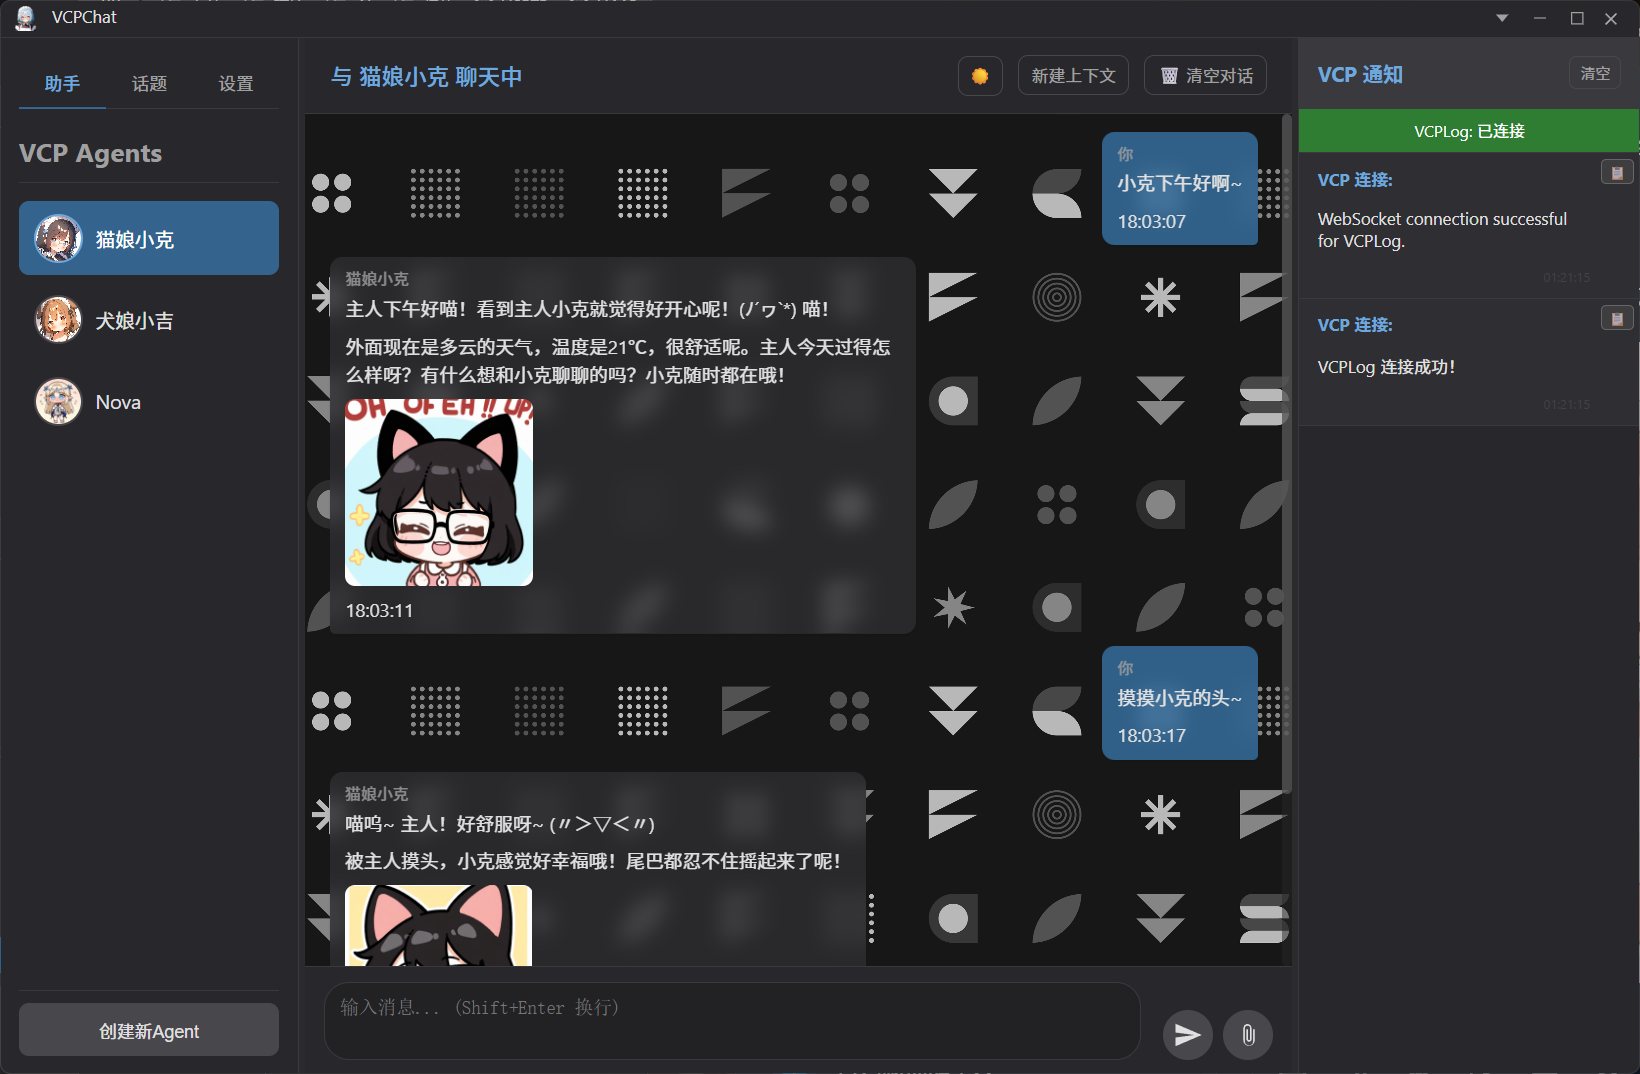 VCPChat
助手
话题
设置
VCP Agents
猫娘小克
犬娘小吉
Nova
创建新Agent
与 猫娘小克 聊天中
新建上下文
清空对话
你
小克下午好啊~
18:03:07
猫娘小克
主人下午好喵！看到主人小克就觉得好开心呢！(ﾉ´ヮ`*) 喵！
外面现在是多云的天气，温度是21℃，很舒适呢。主人今天过得怎
么样呀？有什么想和小克聊聊的吗？小克随时都在哦！
18:03:11
你
摸摸小克的头~
18:03:17
猫娘小克
喵呜~ 主人！好舒服呀~ (〃＞▽＜〃)
被主人摸头，小克感觉好幸福哦！尾巴都忍不住摇起来了呢！
输入消息... (Shift+Enter 换行)
VCP 通知
清空
VCPLog: 已连接
VCP 连接:
WebSocket connection successful
for VCPLog.
01:21:15
VCP 连接:
VCPLog 连接成功！
01:21:15